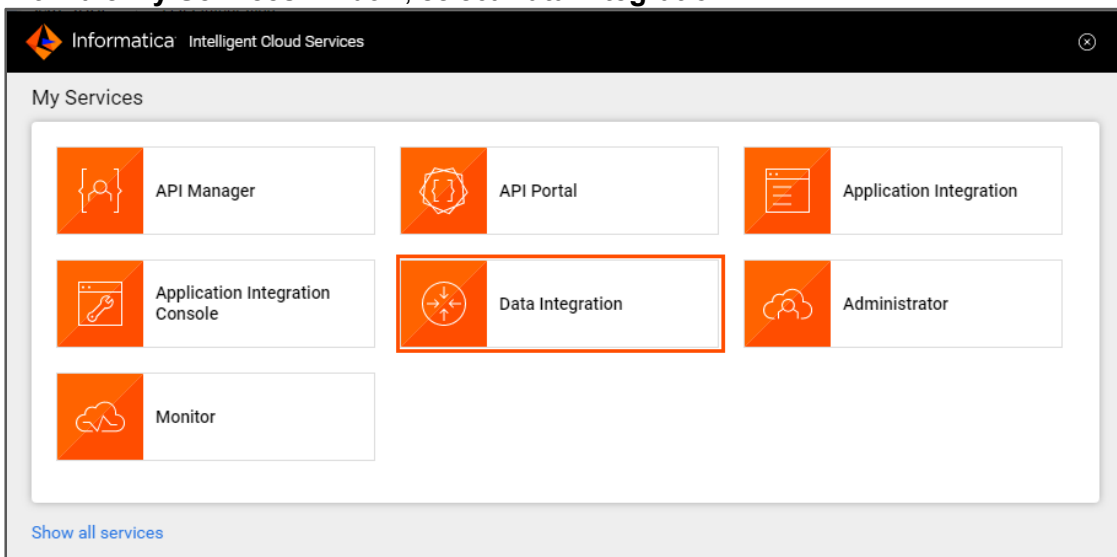 Informatica Intelligent Cloud Services
My Services
API Manager
API Portal
Application Integration
Application Integration
Console
Data Integration
Administrator
Monitor
Show all services